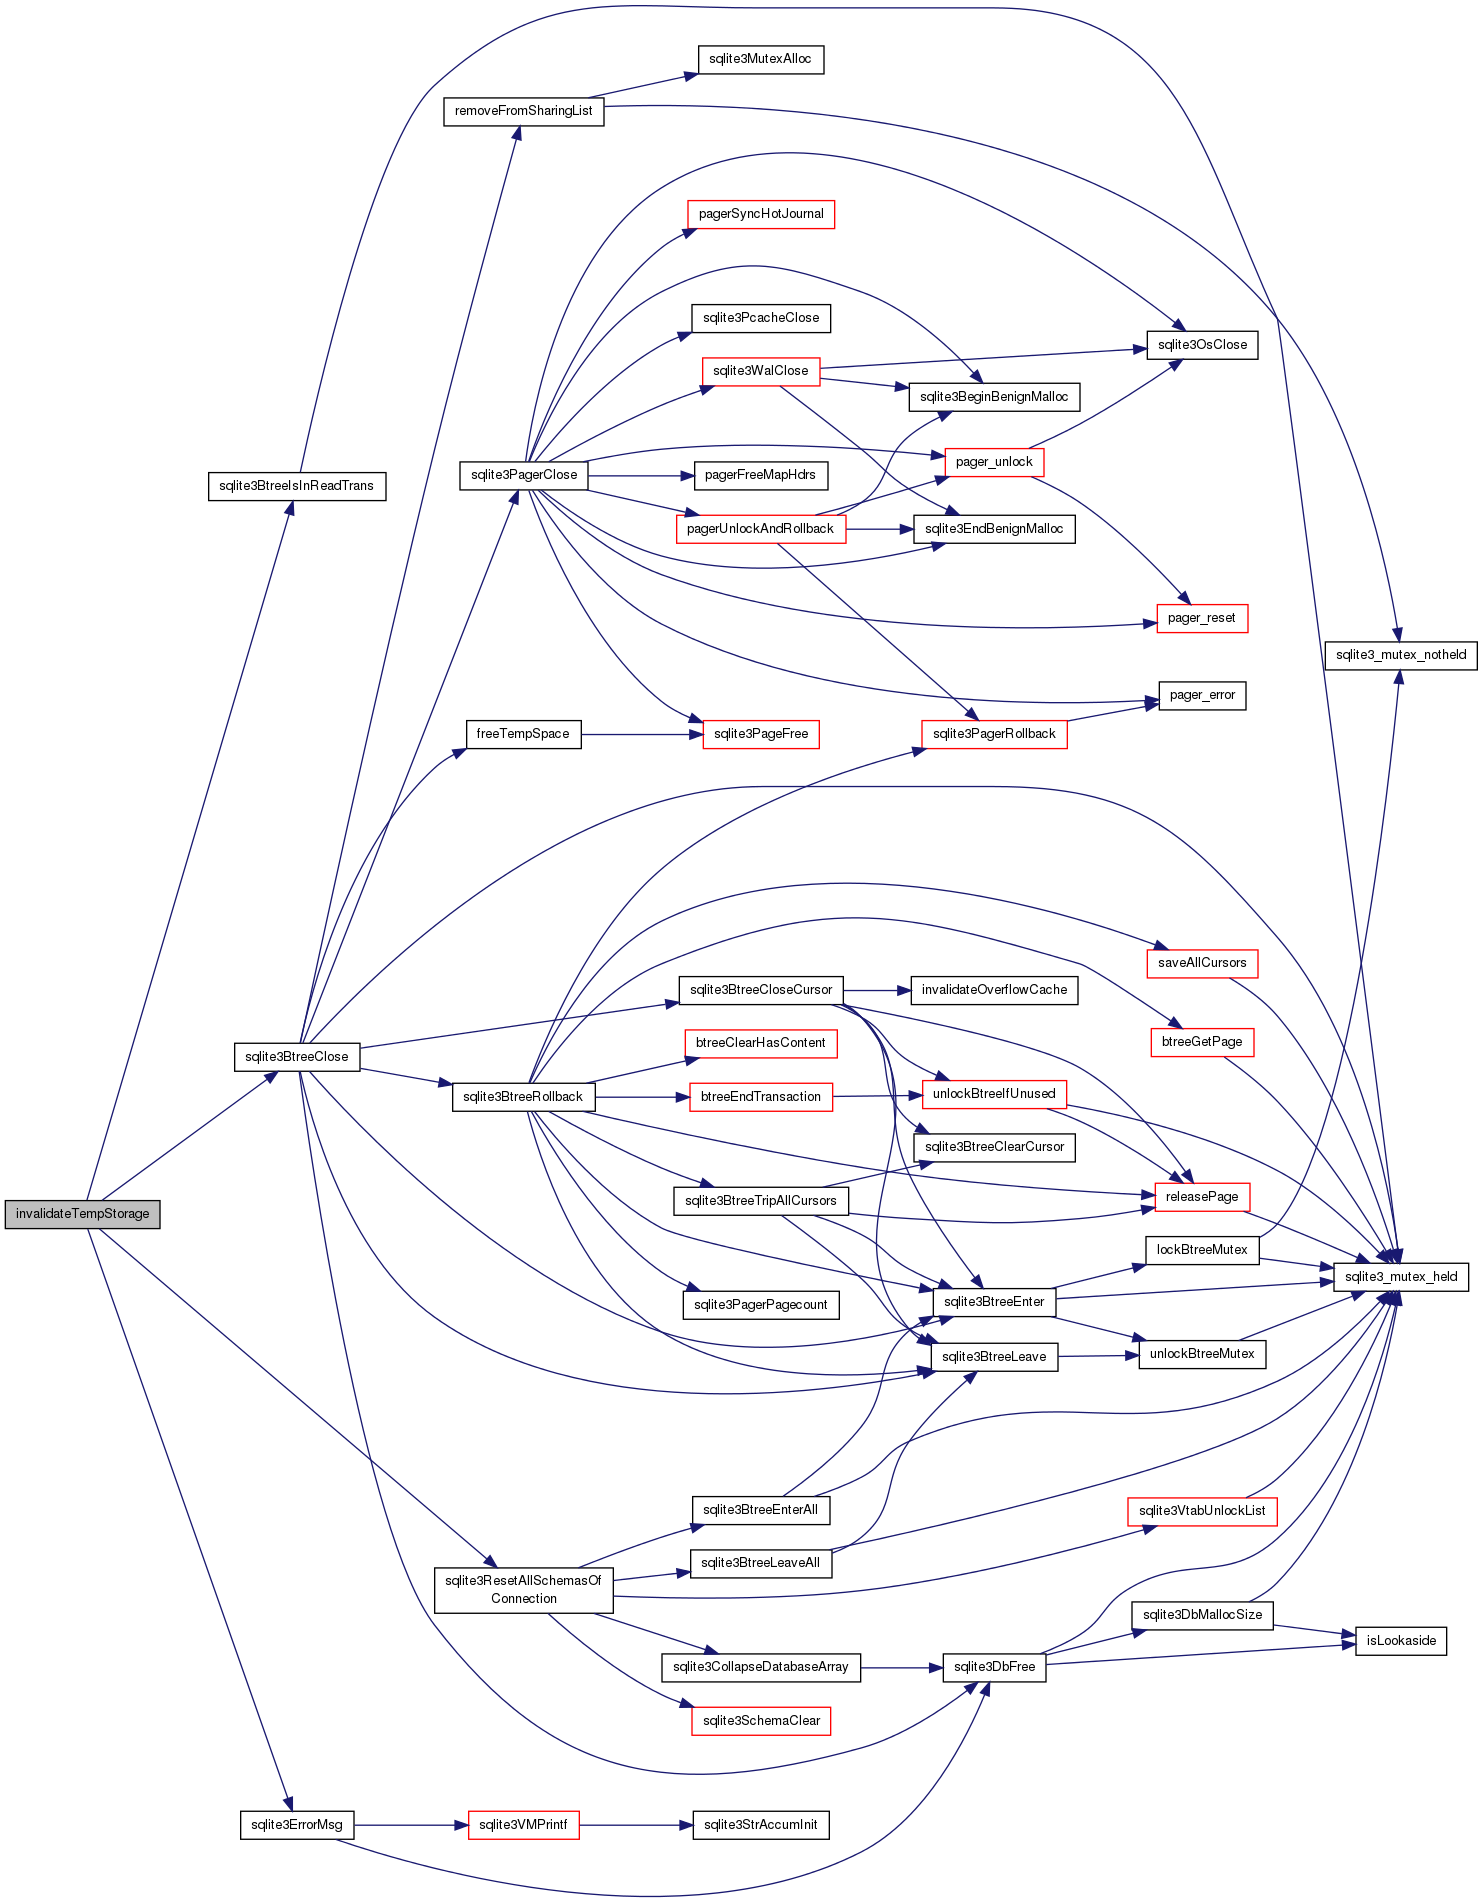 sqlite3MutexAlloc
removeFromSharingList
pagerSyncHotJournal
sqlite3PcacheClose
sqlite3OsClose
sqlite3WalClose
sqlite3BeginBenignMalloc
pager_unlock
sqlite3PagerClose
pagerFreeMapHdrs
sqlite3BtreeIsInReadTrans
pagerUnlockAndRollback
sqlite3EndBenignMalloc
pager_reset
sqlite3_mutex_notheld
pager_error
freeTempSpace
sqlite3PageFree
sqlite3PagerRollback
saveAllCursors
sqlite3BtreeCloseCursor
invalidateOverflowCache
btreeClearHasContent
btreeGetPage
sqlite3BtreeClose
sqlite3BtreeRollback
btreeEndTransaction
unlockBtreeIfUnused
sqlite3BtreeClearCursor
sqlite3BtreeTripAllCursors
releasePage
invalidateTempStorage
lockBtreeMutex
sqlite3_mutex_held
sqlite3PagerPagecount
sqlite3BtreeEnter
sqlite3BtreeLeave
unlockBtreeMutex
sqlite3BtreeEnterAll
sqlite3VtabUnlockList
sqlite3BtreeLeaveAll
sqlite3ResetAllSchemasOf
Connection
sqlite3DbMallocSize
isLookaside
sqlite3CollapseDatabaseArray
sqlite3DbFree
sqlite3SchemaClear
sqlite3ErrorMsg
sqlite3VMPrintf
sqlite3StrAccumInit